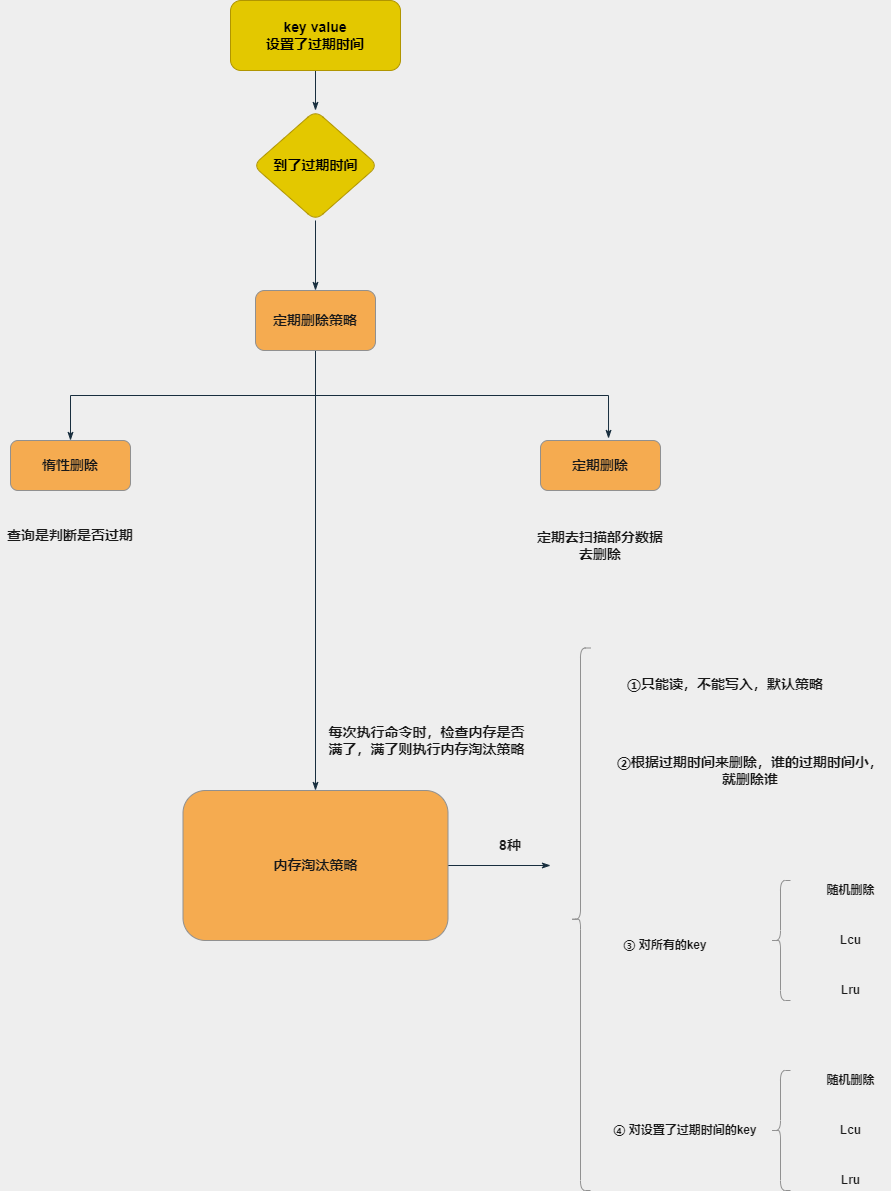 key value
设置了过期时间
到了过期时间
定期删除策略
惰性删除
定期删除
查询是判断是否过期
定期去扫描部分数据
去删除
①只能读，不能写入，默认策略
每次执行命令时，检查内存是否
满了，满了则执行内存淘汰策略
②根据过期时间来删除，谁的过期时间小，
就删除谁
8种
内存淘汰策略
随机删除
③ 对所有的key
Lcu
Lru
随机删除
④ 对设置了过期时间的key
Lcu
Lru